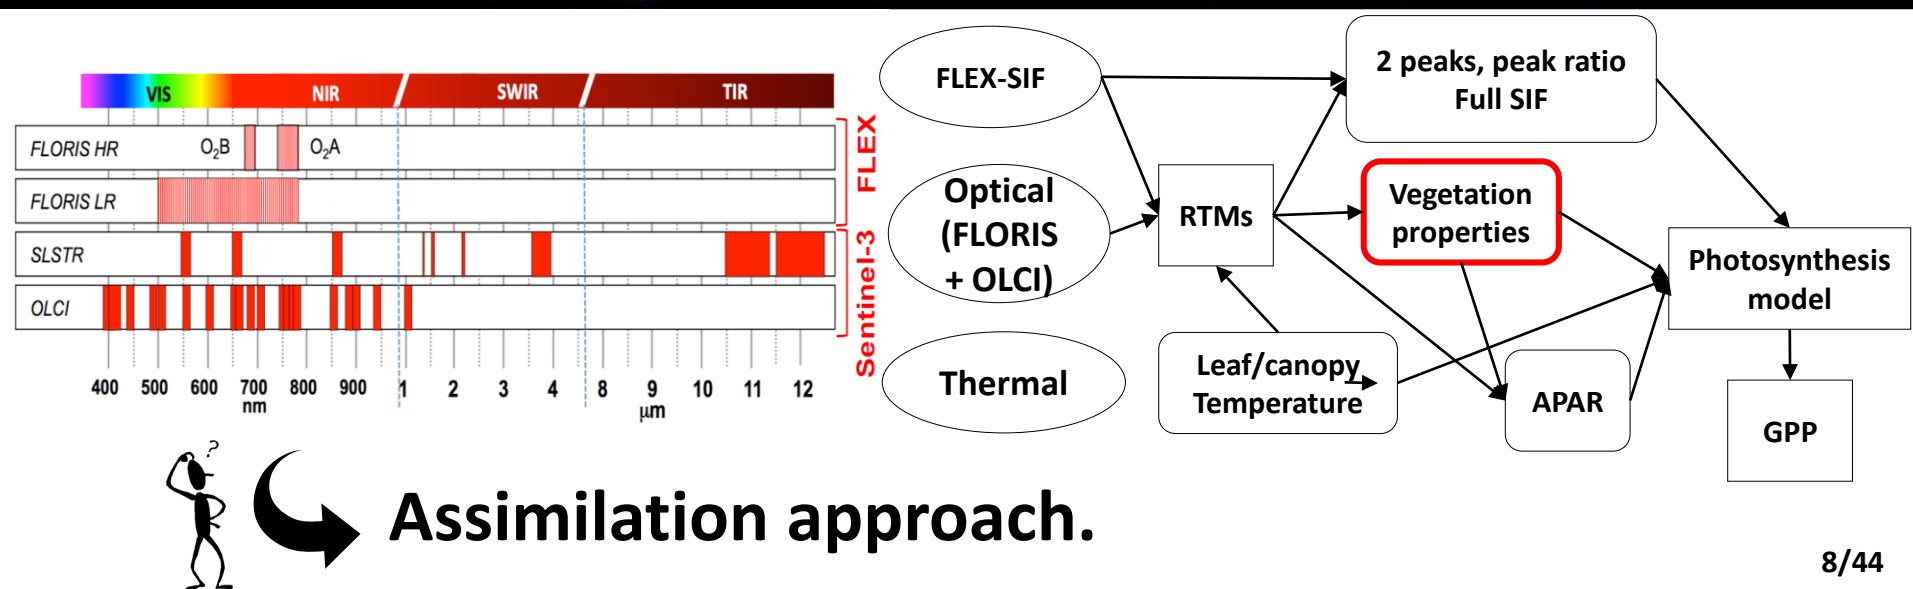 VIS NIR SWIR TIR
FLORIS HR O₂B O₂A
FLORIS LR
FLEX
SLSTR
OLCI
Sentinel-3
400 500 600 700 800 900 1 2 3 4 8 9 10 11 12
nm μm
FLEX-SIF
2 peaks, peak ratio
Full SIF
Optical
(FLORIS
+ OLCI)
RTMs
Vegetation
properties
Photosynthesis
model
Thermal
Leaf/canopy
Temperature
APAR
GPP
?
Assimilation approach.
8/44